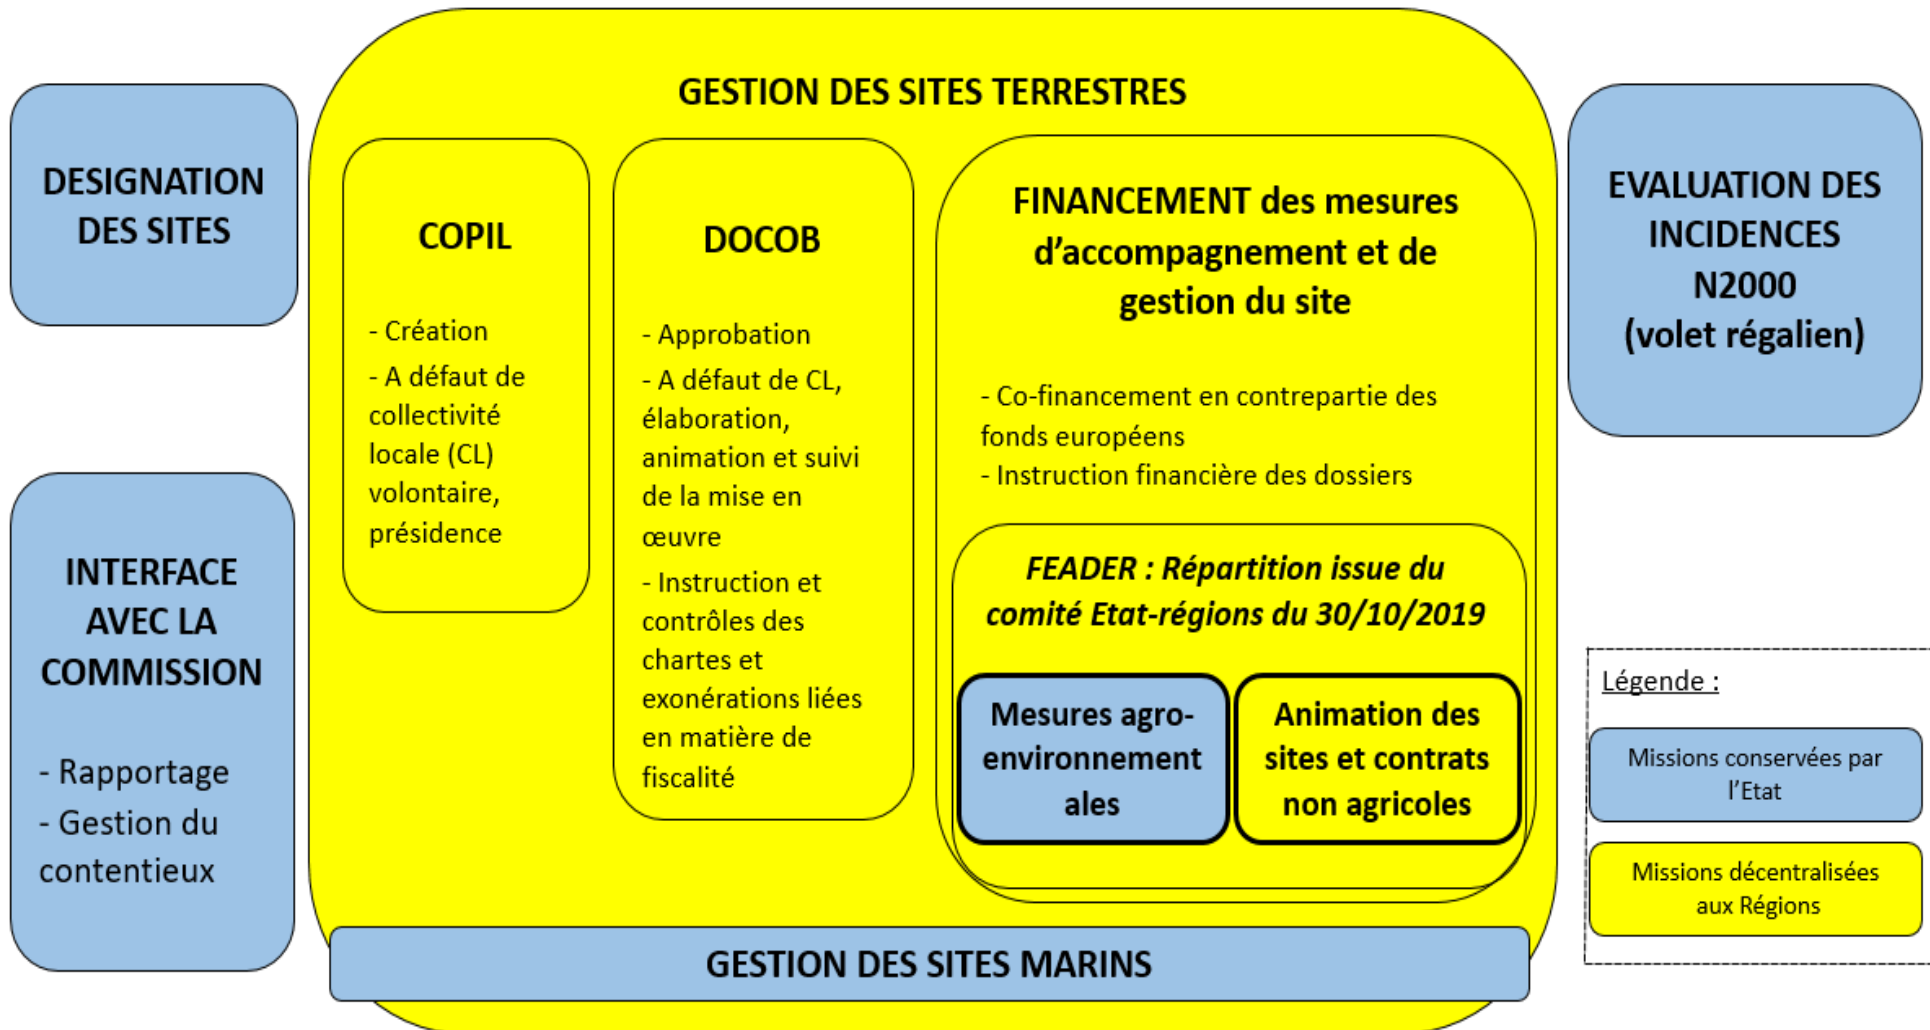 DESIGNATION
DES SITES
INTERFACE
AVEC LA
COMMISSION
- Rapportage
- Gestion du
contentieux
GESTION DES SITES TERRESTRES
COPIL
- Création
- A défaut de
collectivité
locale (CL)
volontaire,
présidence
DOCOB
- Approbation
- A défaut de CL,
élaboration,
animation et suivi
de la mise en
œuvre
- Instruction et
contrôles des
chartes et
exonérations liées
en matière de
fiscalité
FINANCEMENT des mesures
d’accompagnement et de
gestion du site
- Co-financement en contrepartie des
fonds européens
- Instruction financière des dossiers
FEADER : Répartition issue du
comité Etat-régions du 30/10/2019
Mesures agro-
environnement
ales
Animation des
sites et contrats
non agricoles
GESTION DES SITES MARINS
EVALUATION DES
INCIDENCES
N2000
(volet régalien)
Légende :
Missions conservées par
l’Etat
Missions décentralisées
aux Régions